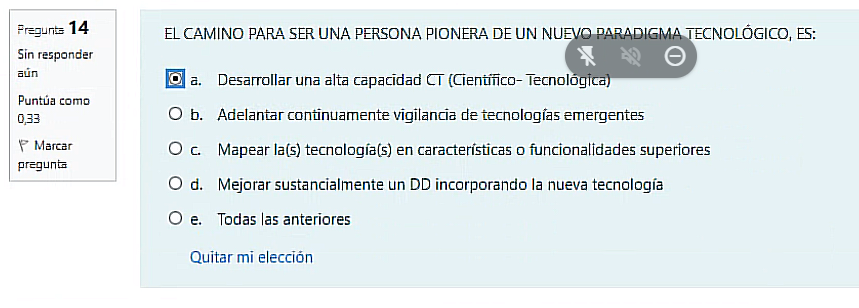 Pregunta 14
Sin responder
aún
Puntúa como
0,33
Marcar
pregunta
EL CAMINO PARA SER UNA PERSONA PIONERA DE UN NUEVO PARADIGMA TECNOLÓGICO, ES:
a. Desarrollar una alta capacidad CT (Científico- Tecnológica)
b. Adelantar continuamente vigilancia de tecnologías emergentes
c. Mapear la(s) tecnología(s) en características o funcionalidades superiores
d. Mejorar sustancialmente un DD incorporando la nueva tecnología
e. Todas las anteriores
Quitar mi elección